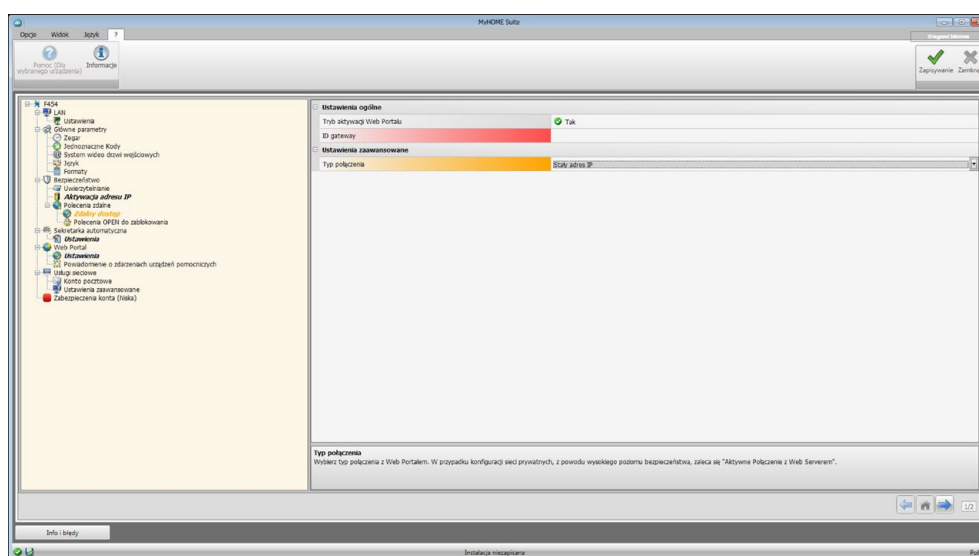 MyHOME Suite
Opcje Widok Język ?
Pomoc (Dla wybranego urządzenia)
Informacje
Zapisywanie
F454
LAN
Ustawienia
Główne parametry
Zegar
Jednoznaczne Kody
System wideo drzwi wejściowych
Język
Formaty
Bezpieczeństwo
Uwierzytelnianie
Aktywacja adresu IP
Polecenia zdalne
Zdalny dostęp
Polecenia OPEN do zablokowania
Sekretarka automatyczna
Ustawienia
Web Portal
Ustawienia
Powiadomienie o zdarzeniach urządzeń pomocniczych
Usługi sieciowe
Konto pocztowe
Ustawienia zaawansowane
Zabezpieczenia konta (Niska)
Ustawienia ogólne
Tryb aktywacji Web Portalu Tak
ID gateway
Ustawienia zaawansowane
Typ połączenia Stały adres IP
Typ połączenia
Wybierz typ połączenia z Web Portalem. W przypadku konfiguracji sieci prywatnych, z powodu wysokiego poziomu bezpieczeństwa, zaleca się "Aktywne Połączenie z Web Serverem".
1/2
Info i błędy
Instalacja niezapisana